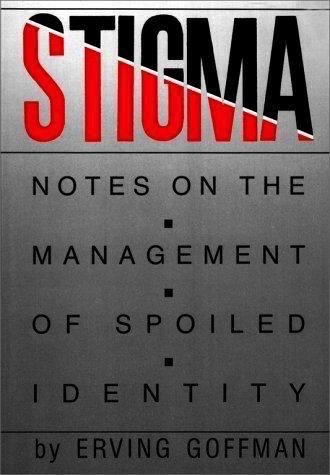 STIGMA
NOTES ON THE
MANAGEMENT
OF SPOILED
IDENTITY
by ERVING GOFFMAN